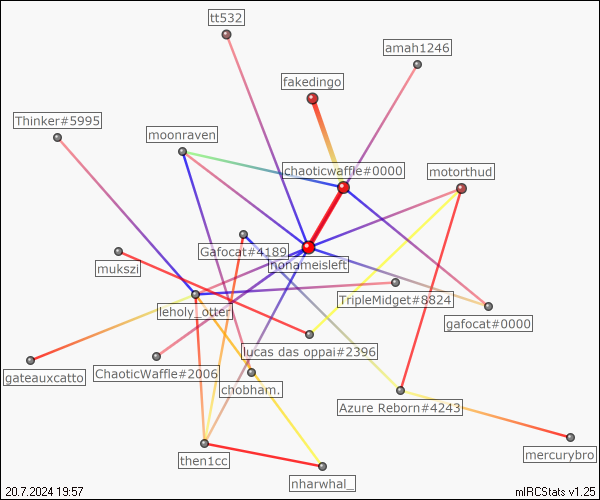 tt532
amah1246
fakedingo
Thinker#5995
moonraven
chaoticwaffle#0000
motorthud
Gafocat#4189
nonameisleft
mukszi
TripleMidget#8824
leholy_otter
gafocat#0000
lucas das oppai#2396
gateauxcatto
ChaoticWaffle#2006
chobham.
Azure Reborn#4243
then1cc
mercurybro
nharwhal_
20.7.2024 19:57
mIRCStats v1.25